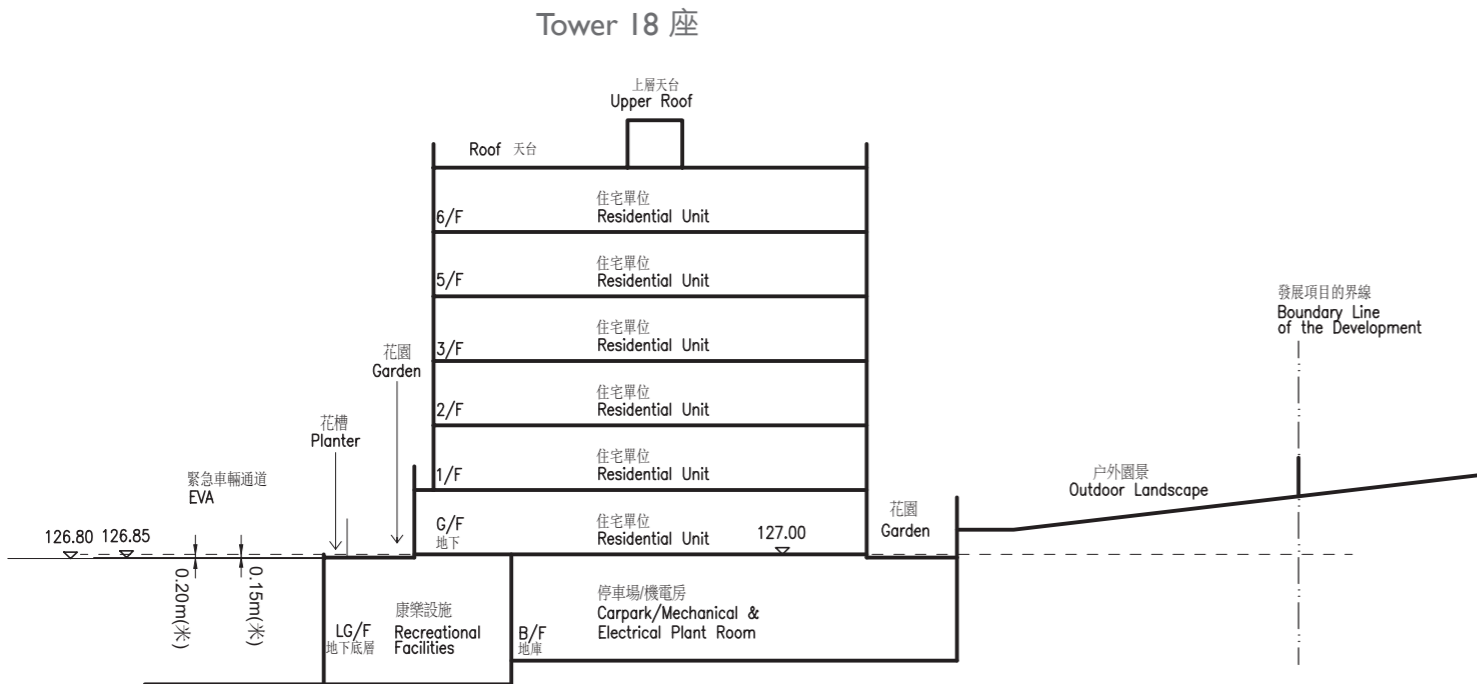 Tower 18 座
上層天台
Upper Roof
Roof 天台
住宅單位
6/F Residential Unit
住宅單位
5/F Residential Unit
住宅單位
3/F Residential Unit
住宅單位
2/F Residential Unit
住宅單位
1/F Residential Unit
G/F 住宅單位
地下 Residential Unit
127.00
花園
Garden
花槽
Planter
緊急車輛通道
EVA
126.80 126.85
0.20m(米)
0.15m(米)
花園
Garden
户外園景
Outdoor Landscape
發展項目的界線
Boundary Line
of the Development
LG/F
地下底層
康樂設施
Recreational
Facilities
B/F
地庫
停車場/機電房
Carpark/Mechanical &
Electrical Plant Room